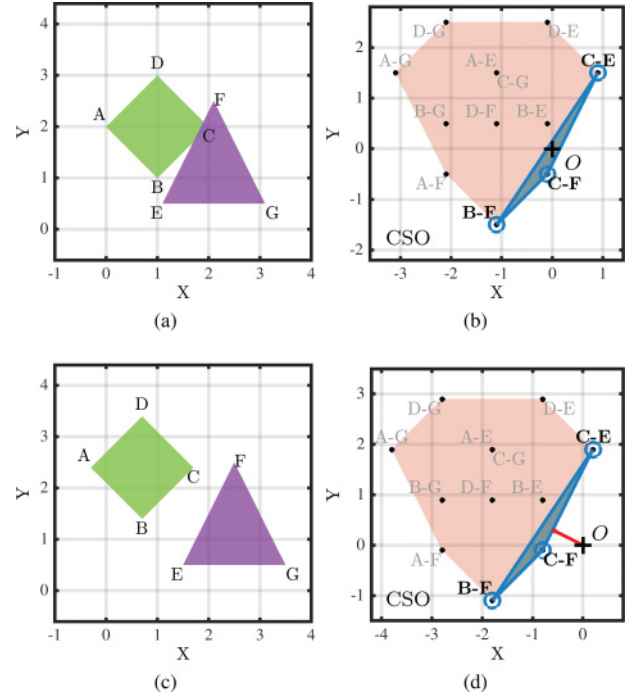 4
3
2
1
0
Y
D
A
F
C
B
E
G
-1 0 1 2 3 4
X
(a)
2
1
0
-1
-2
Y
D-G D-E
A-G A-E C-E
C-G
B-G D-F B-E
O
A-F C-F
B-F
CSO
-3 -2 -1 0 1
X
(b)
4
3
2
1
0
Y
D
A
F
C
B
E G
-1 0 1 2 3 4
X
(c)
3
2
1
0
-1
Y
D-G D-E
A-G A-E C-E
C-G
B-G D-F B-E
O
A-F C-F
B-F
CSO
-4 -3 -2 -1 0
X
(d)